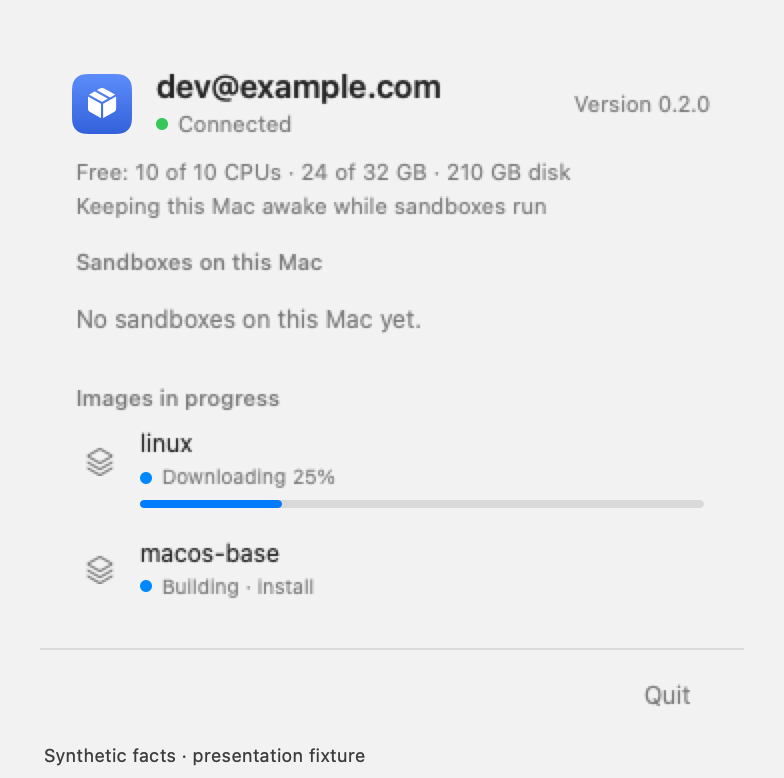 dev@example.com
Version 0.2.0
Connected
Free: 10 of 10 CPUs · 24 of 32 GB · 210 GB disk
Keeping this Mac awake while sandboxes run
Sandboxes on this Mac
No sandboxes on this Mac yet.
Images in progress
linux
Downloading 25%
macos-base
Building · install
Quit
Synthetic facts · presentation fixture